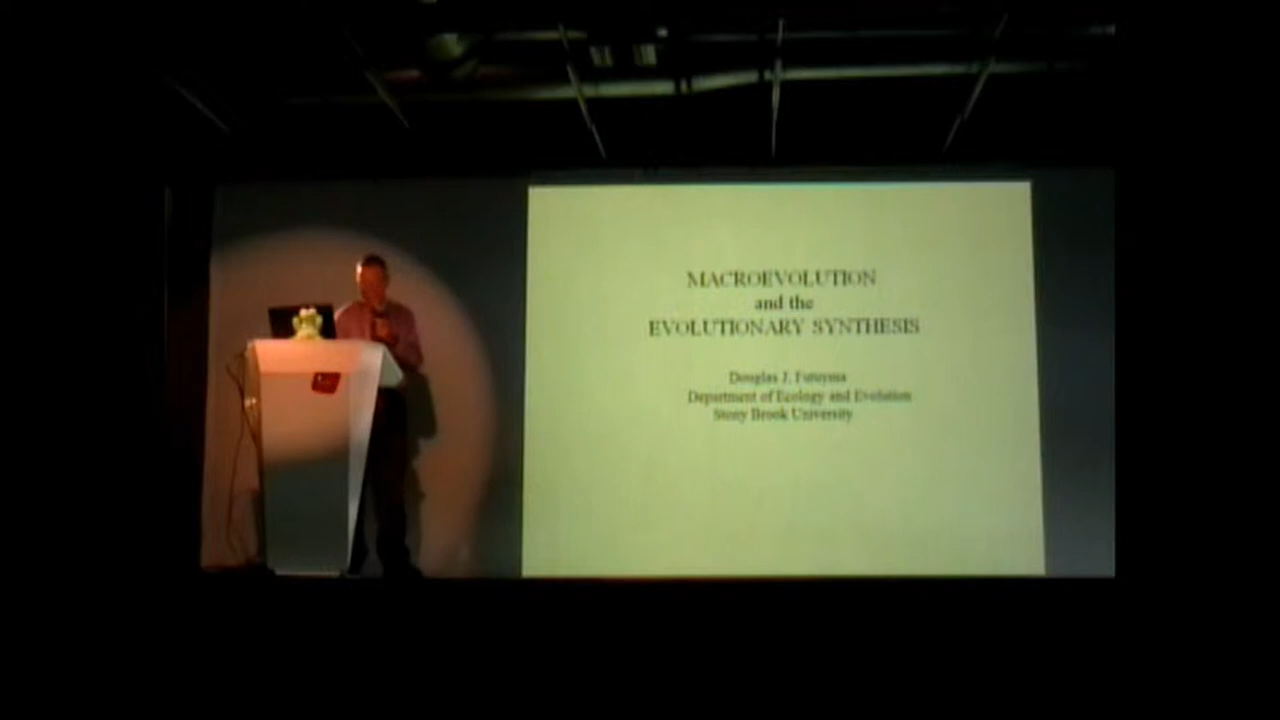 MACROEVOLUTION
and the
EVOLUTIONARY SYNTHESIS
Douglas J. Futuyma
Department of Ecology and Evolution
Stony Brook University